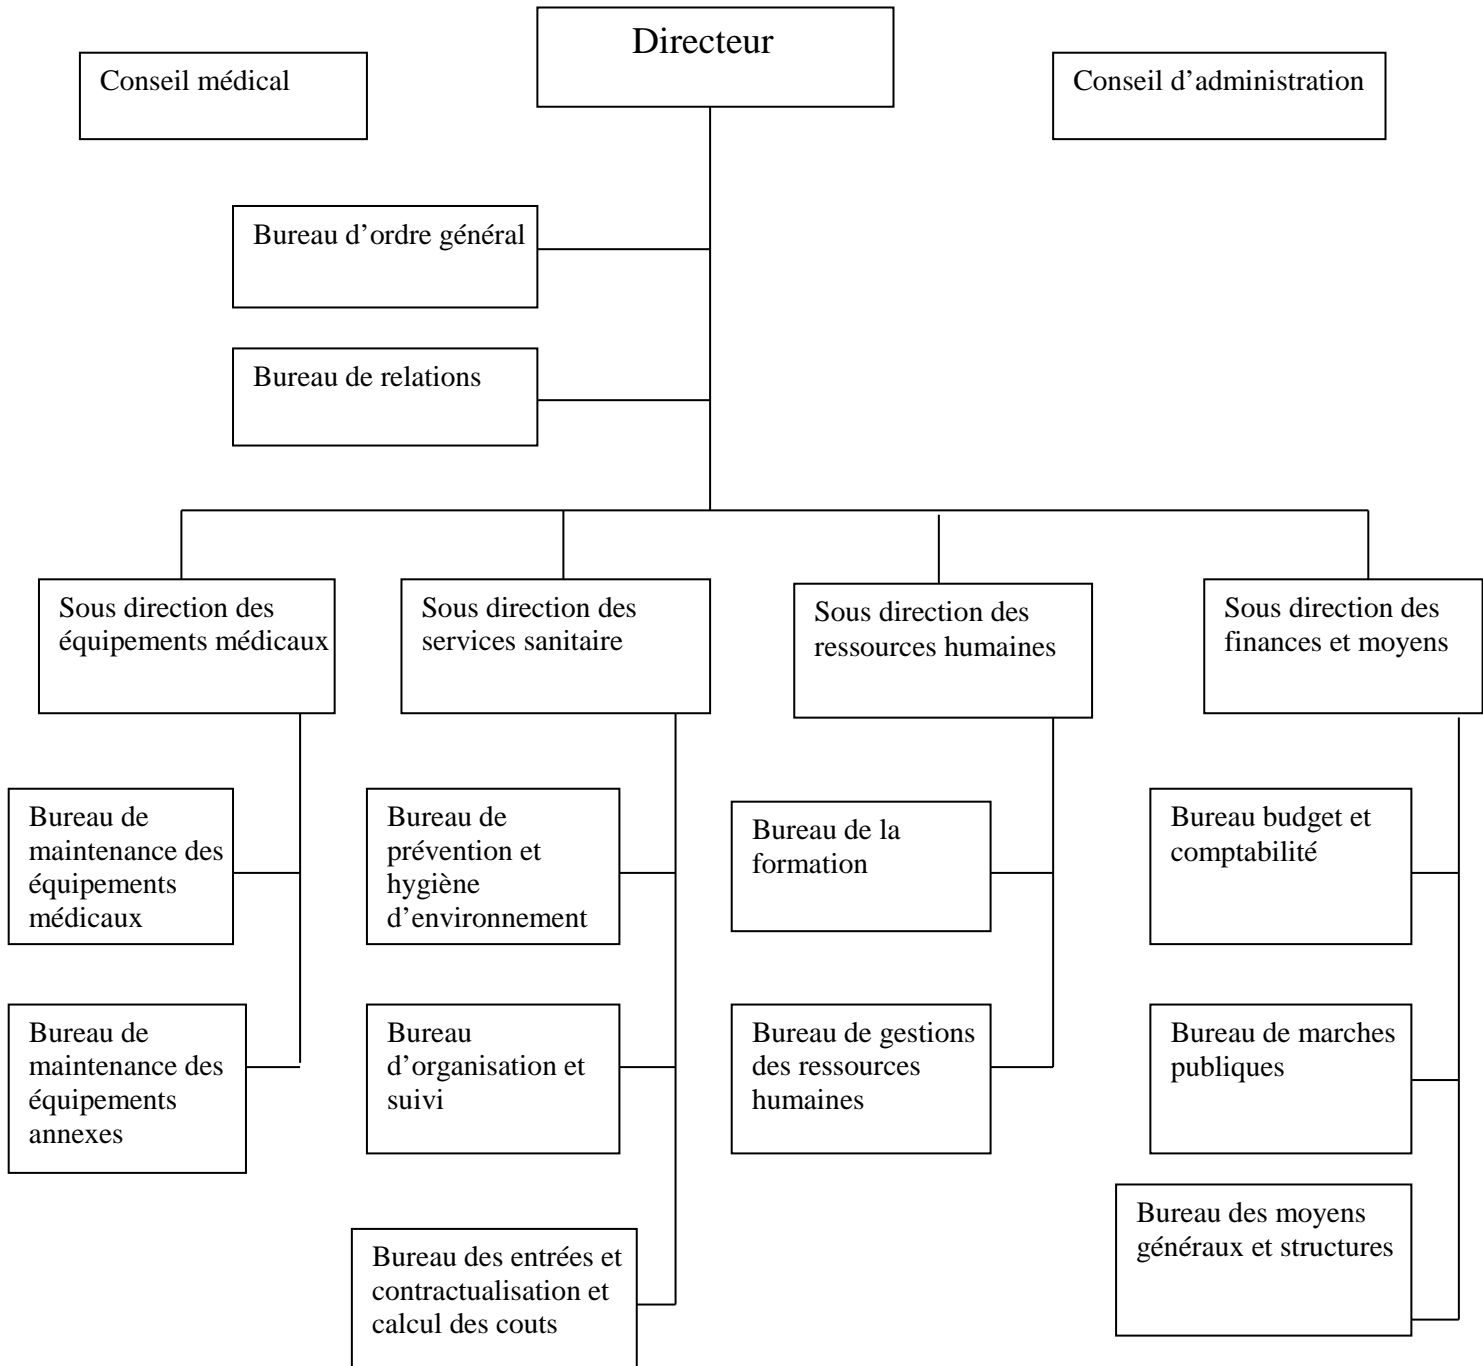 Directeur
Conseil médical
Conseil d’administration
Bureau d’ordre général
Bureau de relations
Sous direction des
équipements médicaux
Sous direction des
services sanitaire
Sous direction des
ressources humaines
Sous direction des
finances et moyens
Bureau de
maintenance des
équipements
médicaux
Bureau de
prévention et
hygiène
d’environnement
Bureau de la
formation
Bureau budget et
comptabilité
Bureau de
maintenance des
équipements
annexes
Bureau
d’organisation et
suivi
Bureau de gestions
des ressources
humaines
Bureau de marches
publiques
Bureau des entrées et
contractualisation et
calcul des couts
Bureau des moyens
généraux et structures